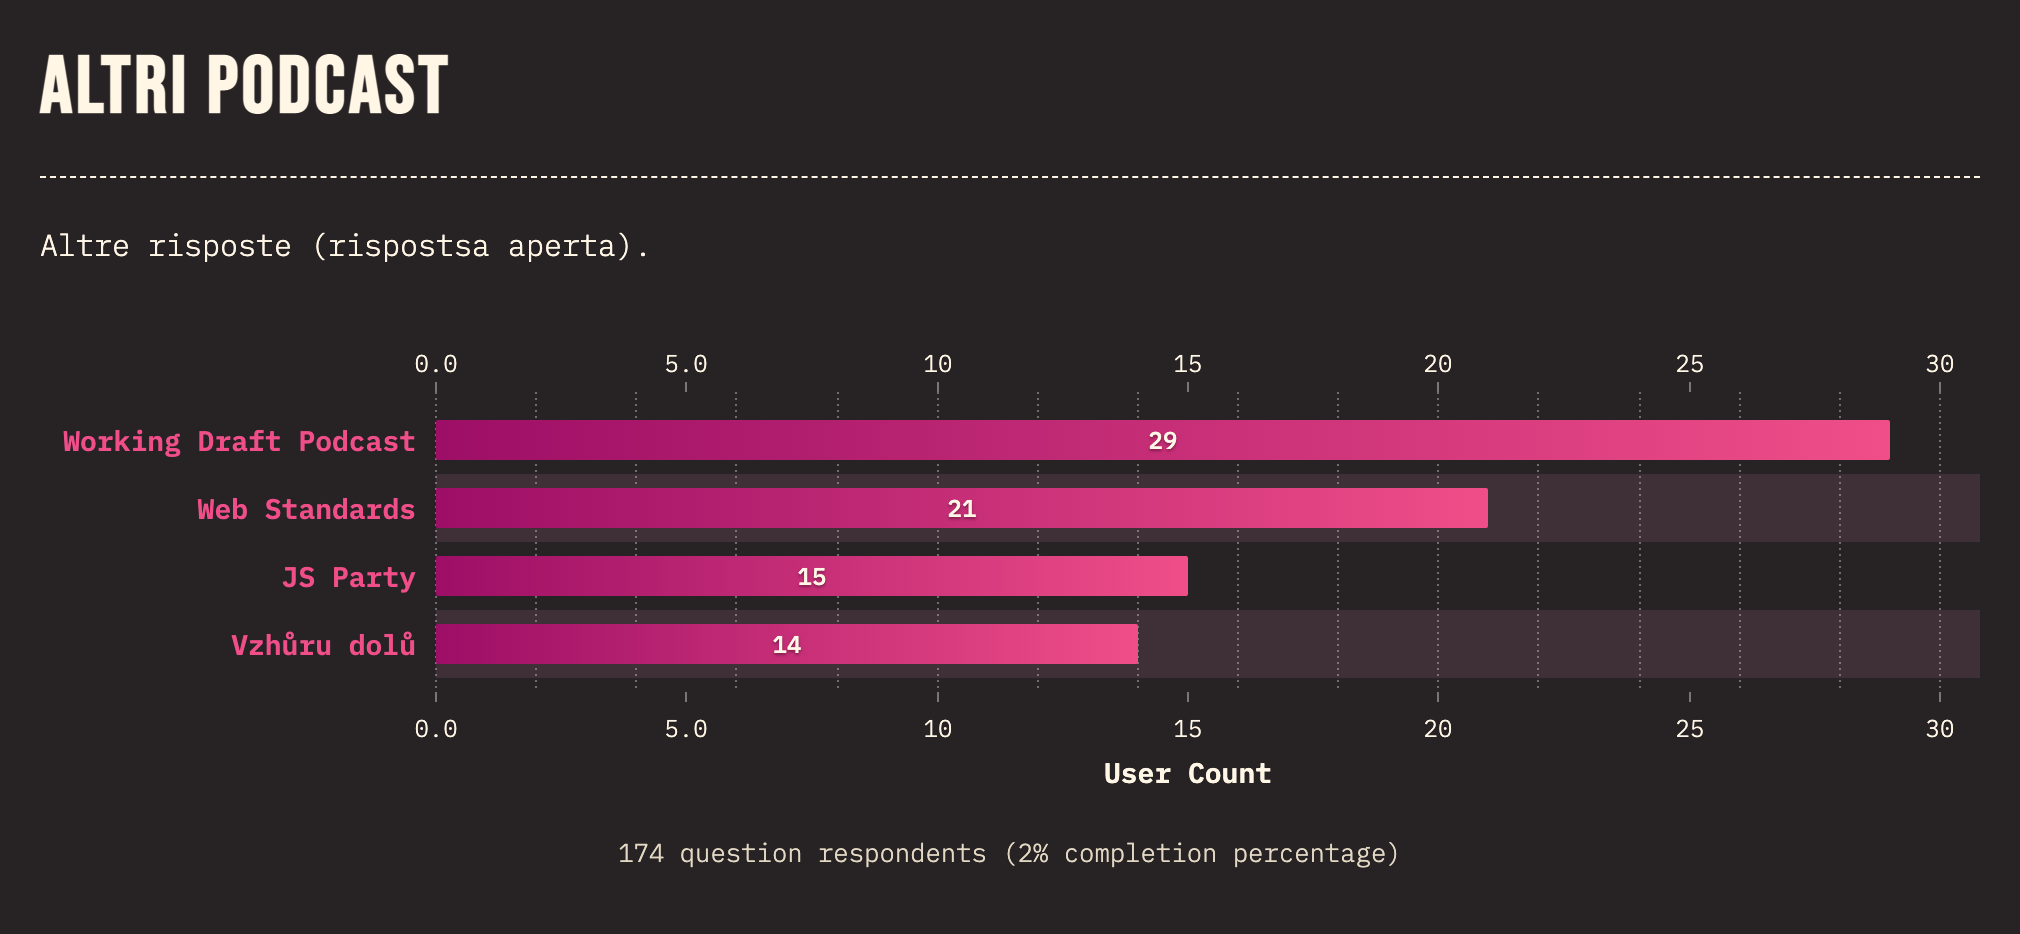 ALTRI PODCAST
Altre risposte (rispostsa aperta).
0.0 5.0 10 15 20 25 30
Working Draft Podcast 29
Web Standards 21
JS Party 15
Vzhůru dolů 14
0.0 5.0 10 15 20 25 30
User Count
174 question respondents (2% completion percentage)